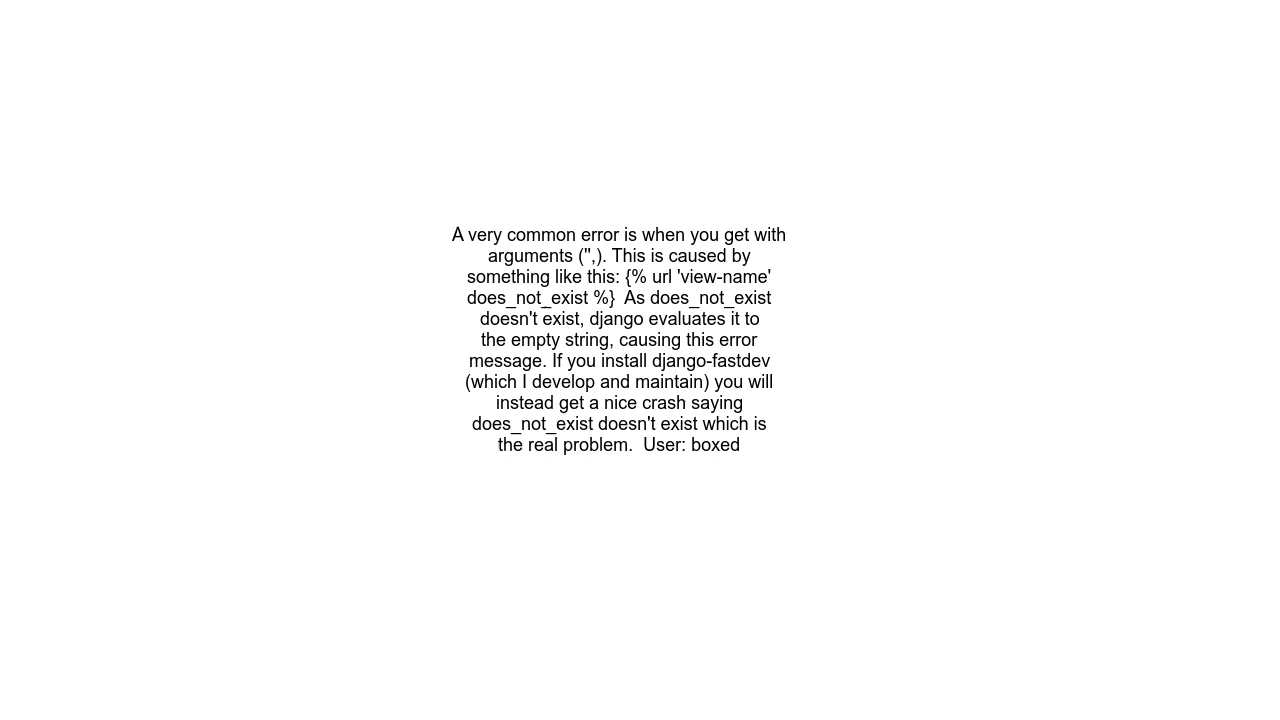 A very common error is when you get with
arguments ('',). This is caused by
something like this: {% url 'view-name'
does_not_exist %}  As does_not_exist
doesn't exist, django evaluates it to
the empty string, causing this error
message. If you install django-fastdev
(which I develop and maintain) you will
instead get a nice crash saying
does_not_exist doesn't exist which is
the real problem.  User: boxed